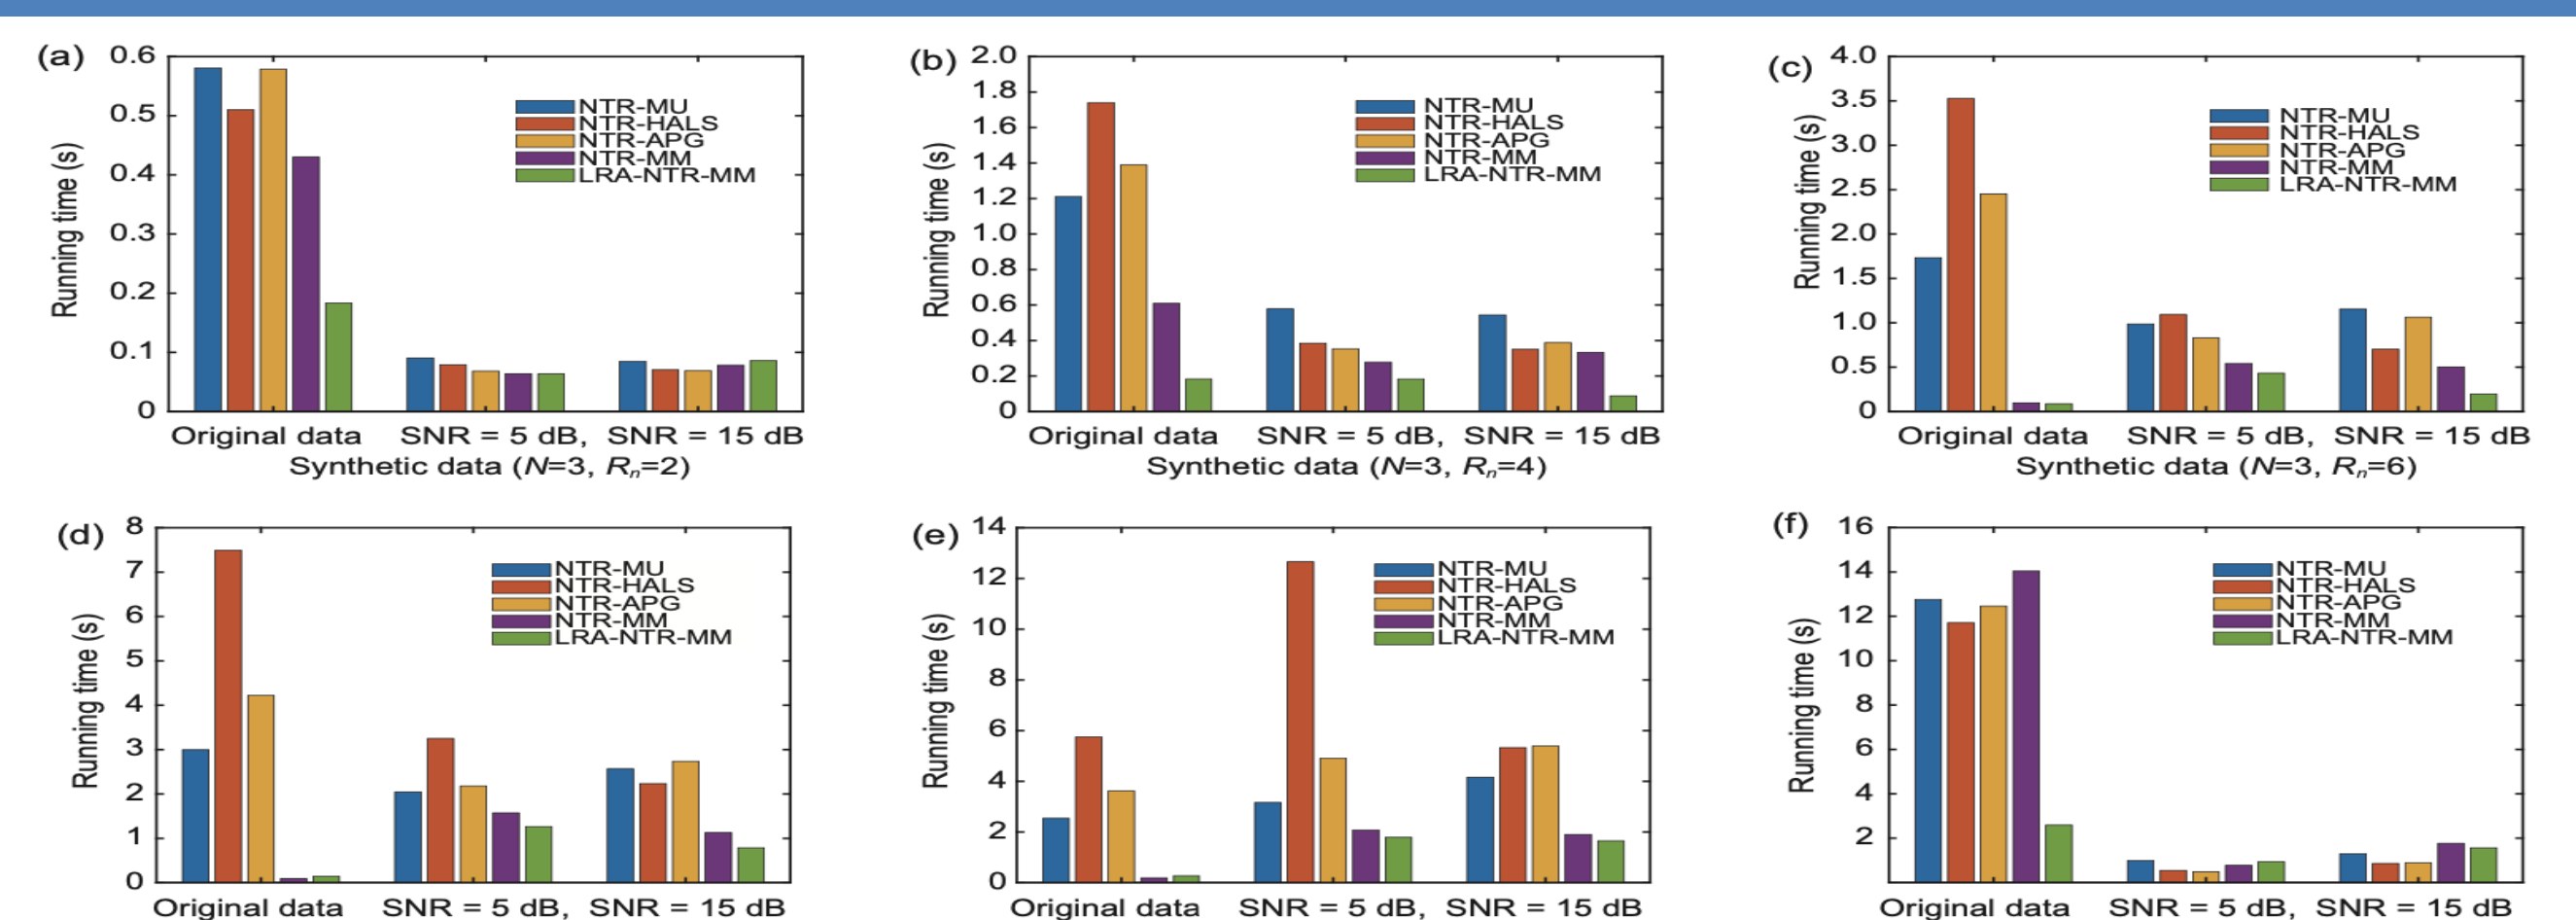 (a)
0.6
0.5
0.4
0.3
0.2
0.1
0
Running time (s)
NTR-MU
NTR-HALS
NTR-APG
NTR-MM
LRA-NTR-MM
Original data SNR = 5 dB, SNR = 15 dB
Synthetic data (N=3, Rn=2)
(b)
2.0
1.8
1.6
1.4
1.2
1.0
0.8
0.6
0.4
0.2
0
Running time (s)
NTR-MU
NTR-HALS
NTR-APG
NTR-MM
LRA-NTR-MM
Original data SNR = 5 dB, SNR = 15 dB
Synthetic data (N=3, Rn=4)
(c)
4.0
3.5
3.0
2.5
2.0
1.5
1.0
0.5
0
Running time (s)
NTR-MU
NTR-HALS
NTR-APG
NTR-MM
LRA-NTR-MM
Original data SNR = 5 dB, SNR = 15 dB
Synthetic data (N=3, Rn=6)
(d)
8
7
6
5
4
3
2
1
0
Running time (s)
NTR-MU
NTR-HALS
NTR-APG
NTR-MM
LRA-NTR-MM
Original data SNR = 5 dB, SNR = 15 dB
(e)
14
12
10
8
6
4
2
0
Running time (s)
NTR-MU
NTR-HALS
NTR-APG
NTR-MM
LRA-NTR-MM
Original data SNR = 5 dB, SNR = 15 dB
(f)
16
14
12
10
8
6
4
2
Running time (s)
NTR-MU
NTR-HALS
NTR-APG
NTR-MM
LRA-NTR-MM
Original data SNR = 5 dB, SNR = 15 dB